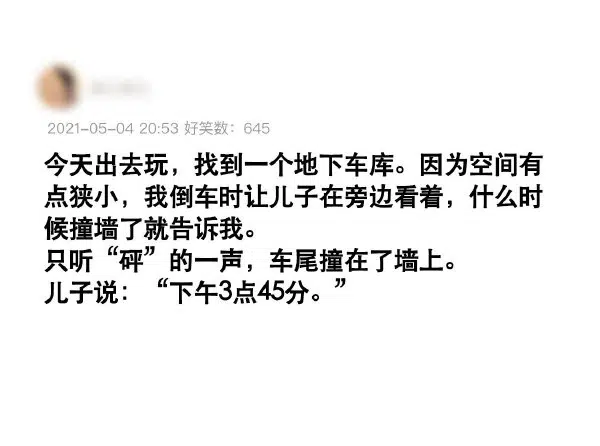 2021-05-04 20:53 好笑数：645
今天出去玩，找到一个地下车库。因为空间有
点狭小，我倒车时让儿子在旁边看着，什么时
候撞墙了就告诉我。
只听“砰”的一声，车尾撞在了墙上。
儿子说：“下午3点45分。”